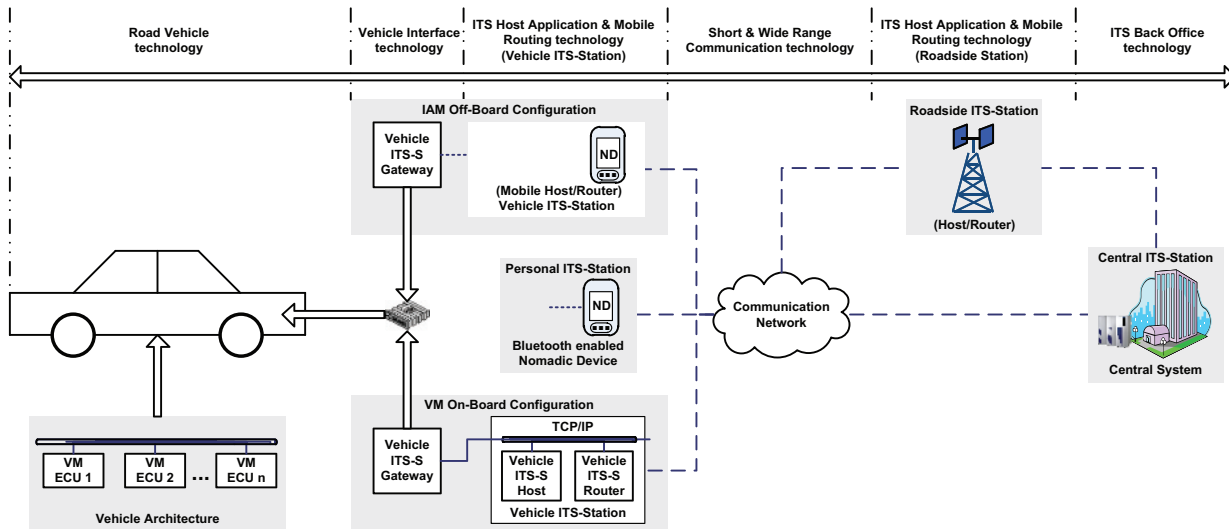 Road Vehicle
technology
Vehicle Interface
technology
ITS Host Application & Mobile
Routing technology
(Vehicle ITS-Station)
Short & Wide Range
Communication technology
ITS Host Application & Mobile
Routing technology
(Roadside Station)
ITS Back Office
technology
IAM Off-Board Configuration
Vehicle
ITS-S
Gateway
ND
(Mobile Host/Router)
Vehicle ITS-Station
Roadside ITS-Station
(Host/Router)
Personal ITS-Station
ND
Bluetooth enabled
Nomadic Device
Communication
Network
Central ITS-Station
Central System
VM On-Board Configuration
Vehicle
ITS-S
Gateway
TCP/IP
Vehicle
ITS-S
Host
Vehicle
ITS-S
Router
Vehicle ITS-Station
VM
ECU 1
VM
ECU 2
...
VM
ECU n
Vehicle Architecture